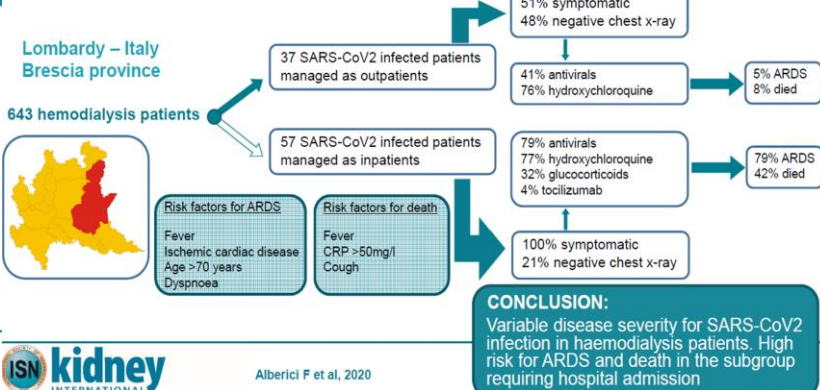 51% symptomatic
48% negative chest x-ray
Lombardy – Italy
Brescia province
37 SARS-CoV2 infected patients
managed as outpatients
41% antivirals
76% hydroxychloroquine
5% ARDS
8% died
643 hemodialysis patients
57 SARS-CoV2 infected patients
managed as inpatients
79% antivirals
77% hydroxychloroquine
32% glucocorticoids
4% tocilizumab
79% ARDS
42% died
Risk factors for ARDS
Fever
Ischemic cardiac disease
Age >70 years
Dyspnoea
Risk factors for death
Fever
CRP >50mg/l
Cough
100% symptomatic
21% negative chest x-ray
CONCLUSION:
Variable disease severity for SARS-CoV2
infection in haemodialysis patients. High
risk for ARDS and death in the subgroup
requiring hospital admission
ISN kidney
INTERNATIONAL
Alberici F et al, 2020